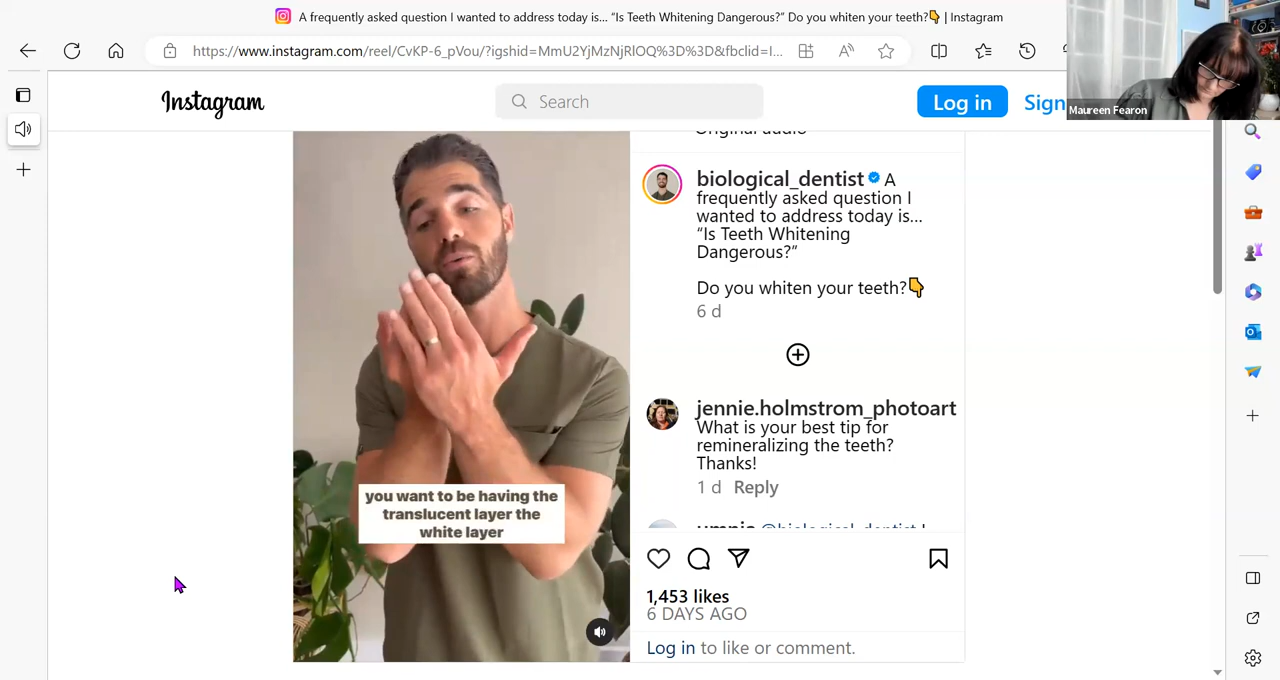 A frequently asked question I wanted to address today is... “Is Teeth Whitening Dangerous?” Do you whiten your teeth?👇 | Instagram
https://www.instagram.com/reel/CvKP-6_pVou/?igshid=MmU2YjMzNjRlOQ%3D%3D&fbclid=I...
Maureen Fearon
Instagram
Search
Log in
Sign
you want to be having the
translucent layer the
white layer
Original audio
biological_dentist A
frequently asked question I
wanted to address today is...
“Is Teeth Whitening
Dangerous?”
Do you whiten your teeth?👇
6 d
jennie.holmstrom_photoart
What is your best tip for
remineralizing the teeth?
Thanks!
1 d Reply
@biological_dentist I
1,453 likes
6 DAYS AGO
Log in to like or comment.